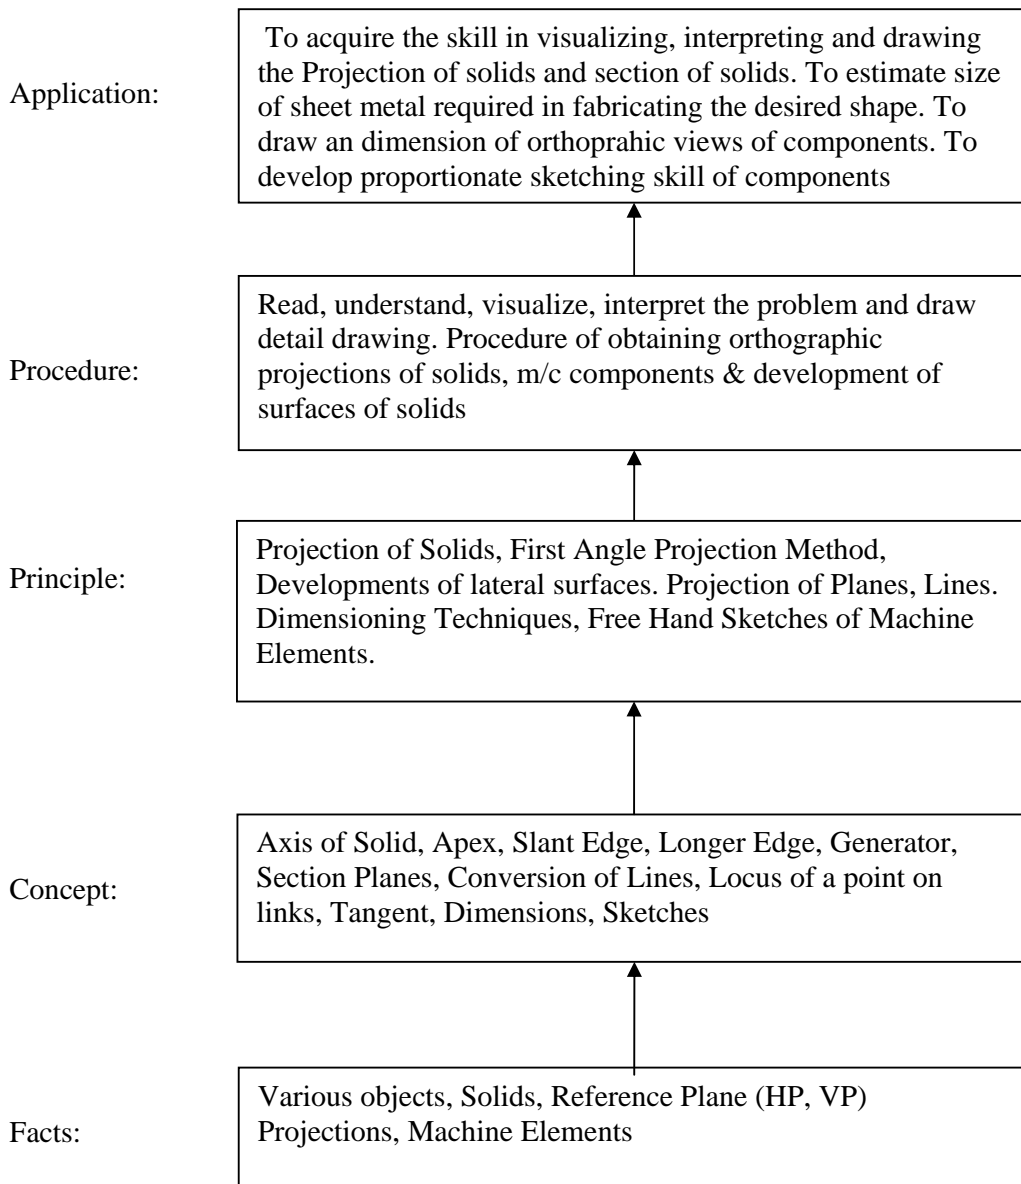 To acquire the skill in visualizing, interpreting and drawing
the Projection of solids and section of solids. To estimate size
Application:
of sheet metal required in fabricating the desired shape. To
draw an dimension of orthoprahic views of components. To
develop proportionate sketching skill of components
Read, understand, visualize, interpret the problem and draw
detail drawing. Procedure of obtaining orthographic
Procedure:
projections of solids, m/c components & development of
surfaces of solids
Projection of Solids, First Angle Projection Method,
Principle:
Developments of lateral surfaces. Projection of Planes, Lines.
Dimensioning Techniques, Free Hand Sketches of Machine
Elements.
Axis of Solid, Apex, Slant Edge, Longer Edge, Generator,
Section Planes, Conversion of Lines, Locus of a point on
Concept:
links, Tangent, Dimensions, Sketches
Various objects, Solids, Reference Plane (HP, VP)
Facts:
Projections, Machine Elements